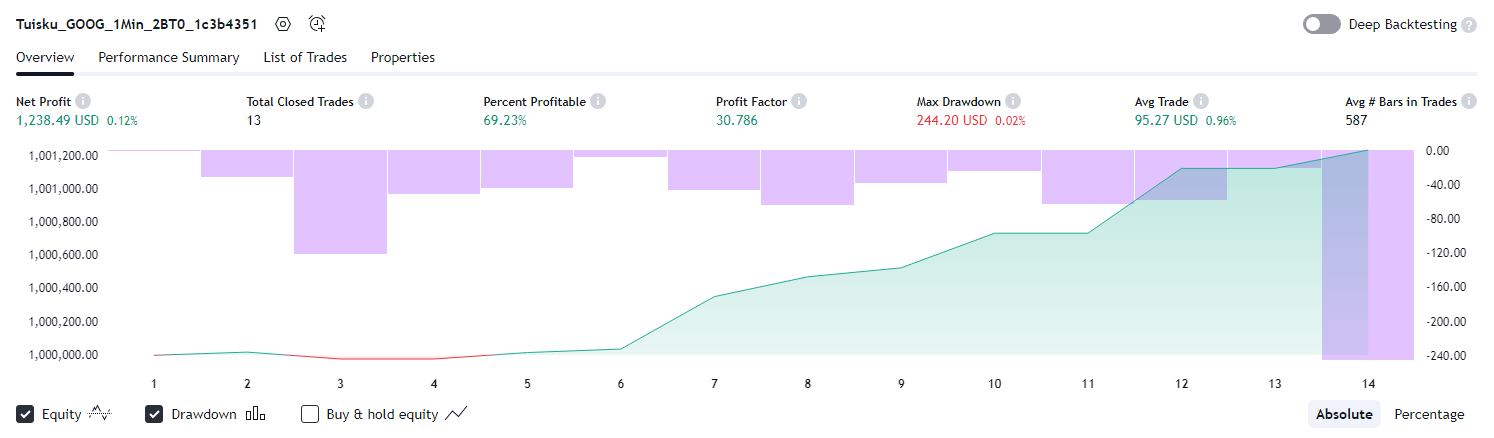 Tuisku_GOOG_1Min_2BT0_1c3b4351 Deep Backtesting ?
Overview Performance Summary List of Trades Properties
Net Profit i Total Closed Trades i Percent Profitable i Profit Factor i Max Drawdown i Avg Trade i Avg # Bars in Trades i
1,238.49 USD 0.12% 13 69.23% 30.786 244.20 USD 0.02% 95.27 USD 0.96% 587
1,001,200.00 0.00
1,001,000.00 -40.00
1,000,800.00 -80.00
1,000,600.00 -120.00
1,000,400.00 -160.00
1,000,200.00 -200.00
1,000,000.00 -240.00
1 2 3 4 5 6 7 8 9 10 11 12 13 14
Equity Drawdown Buy & hold equity Absolute Percentage